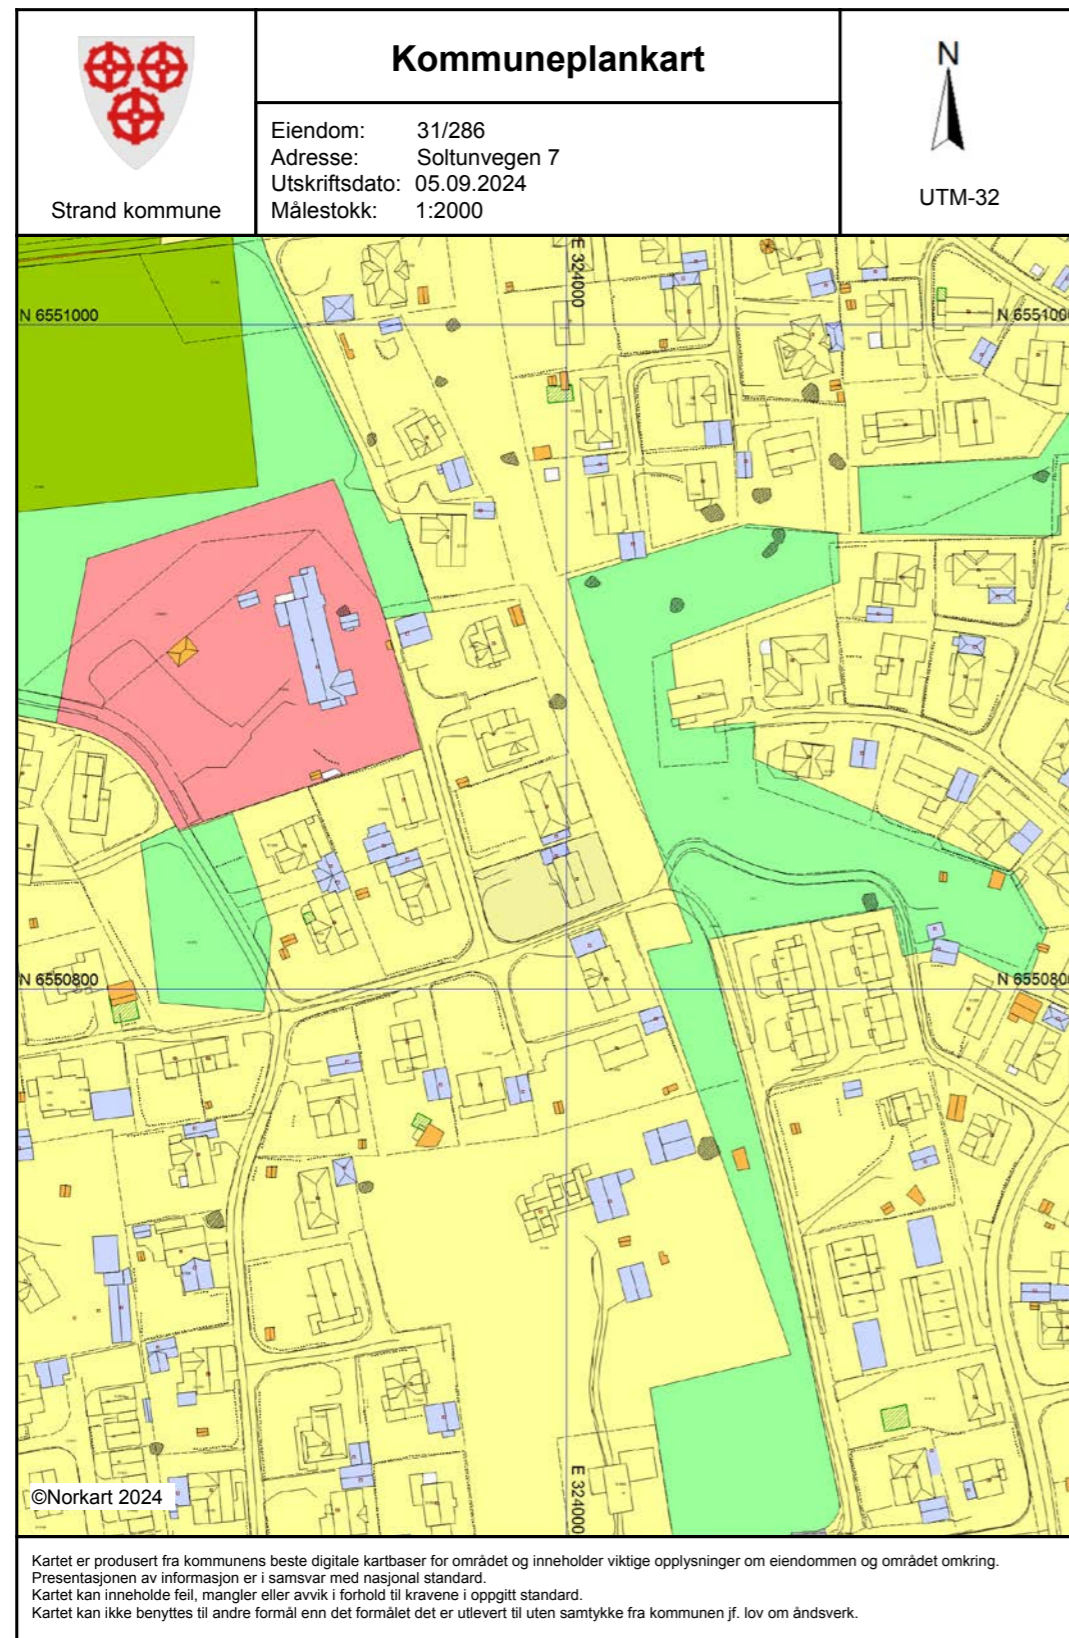 Strand kommune
Kommuneplankart
Eiendom: 31/286
Adresse: Soltunvegen 7
Utskriftsdato: 05.09.2024
Målestokk: 1:2000
N
UTM-32
E 324000
N 6551000
N 6551000
N 6550800
N 6550800
E 324000
©Norkart 2024
Kartet er produsert fra kommunens beste digitale kartbaser for området og inneholder viktige opplysninger om eiendommen og området omkring.
Presentasjonen av informasjon er i samsvar med nasjonal standard.
Kartet kan inneholde feil, mangler eller avvik i forhold til kravene i oppgitt standard.
Kartet kan ikke benyttes til andre formål enn det formålet det er utlevert til uten samtykke fra kommunen jf. lov om åndsverk.